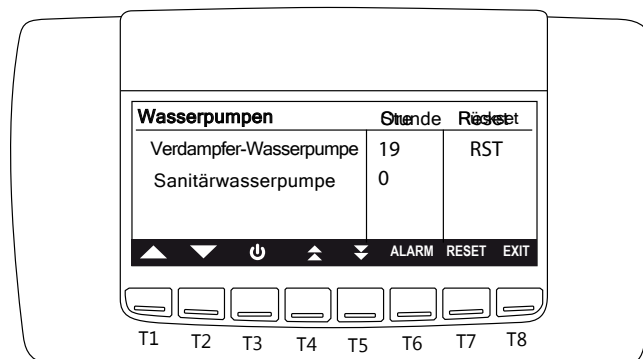 Wasserpumpen Stunde Reset
Verdampfer-Wasserpumpe 19 RST
Sanitärwasserpumpe 0
ALARM RESET EXIT
T1 T2 T3 T4 T5 T6 T7 T8